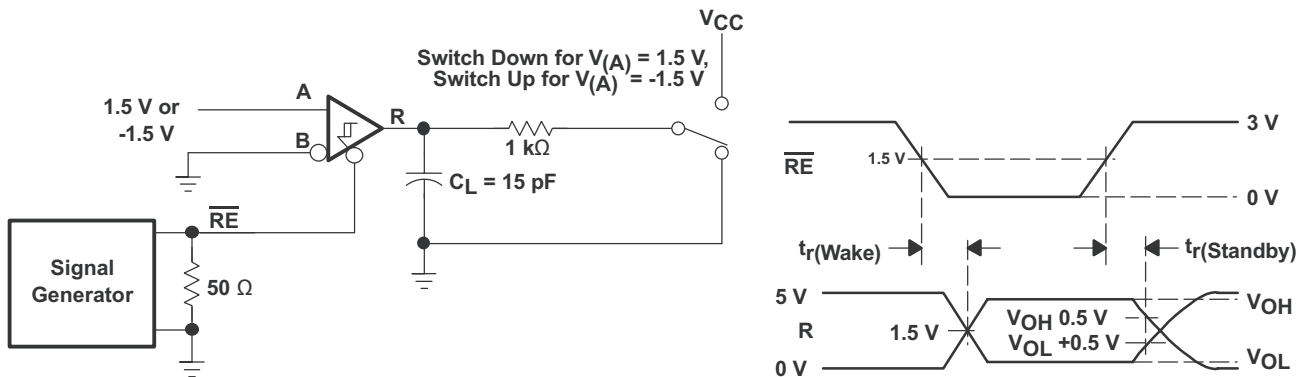 VCC
Switch Down for V(A) = 1.5 V,
Switch Up for V(A) = -1.5 V
A
1.5 V or
-1.5 V
B
R
1 kΩ
CL = 15 pF
RE
Signal
Generator
50 Ω
3 V
1.5 V
RE
0 V
tr(Wake)
tr(Standby)
5 V
R
1.5 V
0 V
VOH 0.5 V
VOL +0.5 V
VOH
VOL